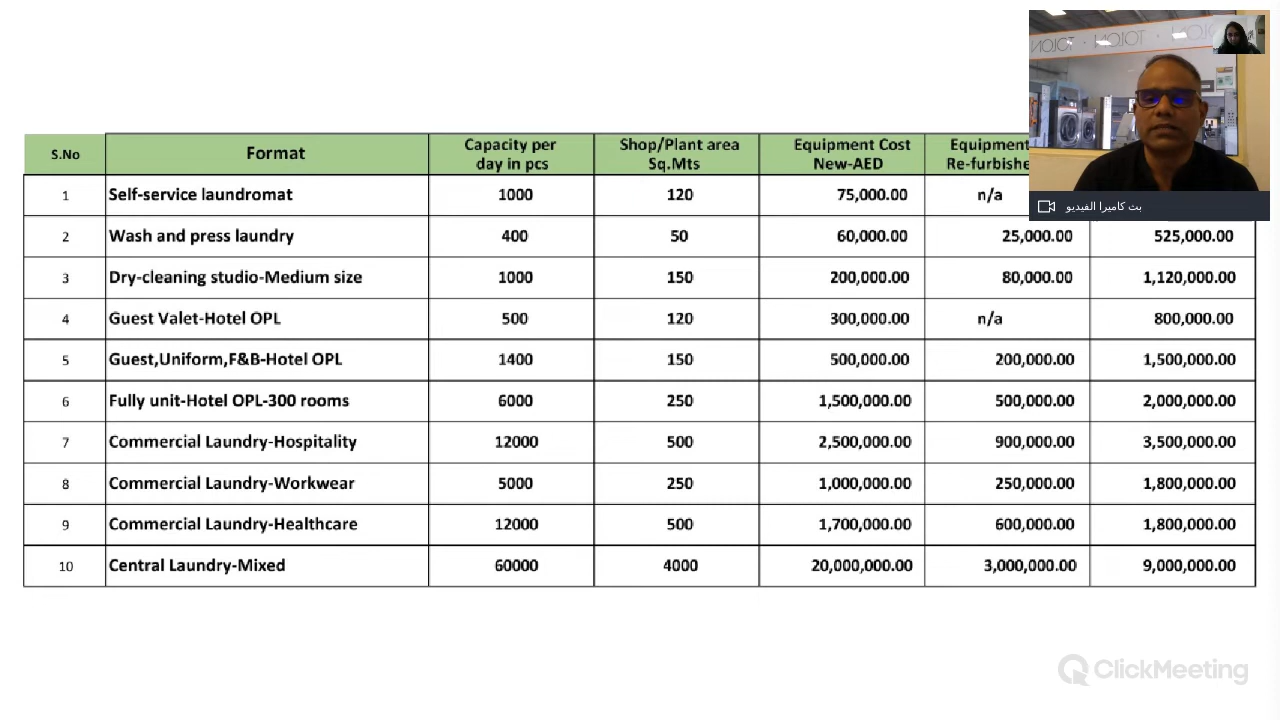 TOLON · TOLON · TOLON
بث كاميرا الفيديو
S.No Format Capacity per day in pcs Shop/Plant area Sq.Mts Equipment Cost New-AED Equipment
1 Self-service laundromat 1000 120 75,000.00 n/a
2 Wash and press laundry 400 50 60,000.00 25,000.00 525,000.00
3 Dry-cleaning studio-Medium size 1000 150 200,000.00 80,000.00 1,120,000.00
4 Guest Valet-Hotel OPL 500 120 300,000.00 n/a 800,000.00
5 Guest,Uniform,F&B-Hotel OPL 1400 150 500,000.00 200,000.00 1,500,000.00
6 Fully unit-Hotel OPL-300 rooms 6000 250 1,500,000.00 500,000.00 2,000,000.00
7 Commercial Laundry-Hospitality 12000 500 2,500,000.00 900,000.00 3,500,000.00
8 Commercial Laundry-Workwear 5000 250 1,000,000.00 250,000.00 1,800,000.00
9 Commercial Laundry-Healthcare 12000 500 1,700,000.00 600,000.00 1,800,000.00
10 Central Laundry-Mixed 60000 4000 20,000,000.00 3,000,000.00 9,000,000.00
ClickMeeting